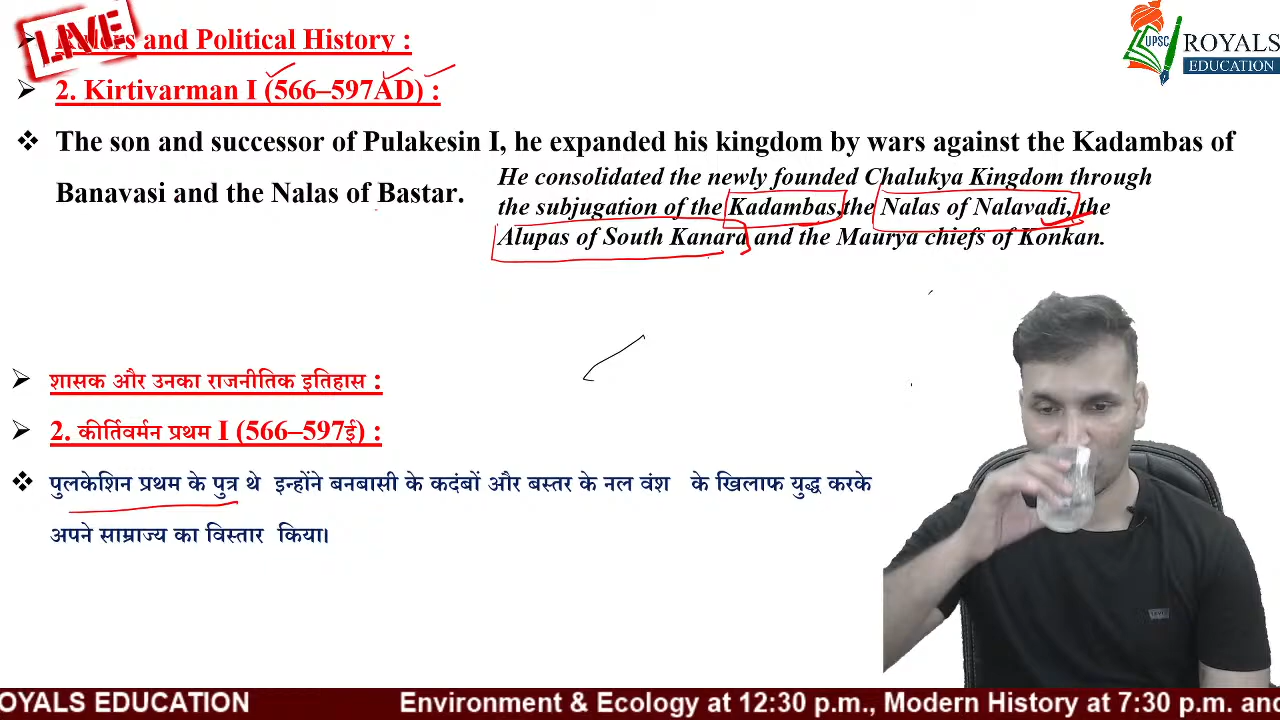 LIVE
Rulers and Political History :
UPSC ROYALS
EDUCATION
2. Kirtivarman I (566–597AD) :
The son and successor of Pulakesin I, he expanded his kingdom by wars against the Kadambas of
Banavasi and the Nalas of Bastar.
He consolidated the newly founded Chalukya Kingdom through
the subjugation of the Kadambas,the Nalas of Nalavadi, the
Alupas of South Kanara and the Maurya chiefs of Konkan.
शासक और उनका राजनीतिक इतिहास :
2. कीर्तिवर्मन प्रथम I (566–597ई) :
पुलकेशिन प्रथम के पुत्र थे इन्होंने बनबासी के कदंबों और बस्तर के नल वंश के खिलाफ युद्ध करके
अपने साम्राज्य का विस्तार किया।
OYALS EDUCATION Environment & Ecology at 12:30 p.m., Modern History at 7:30 p.m. and